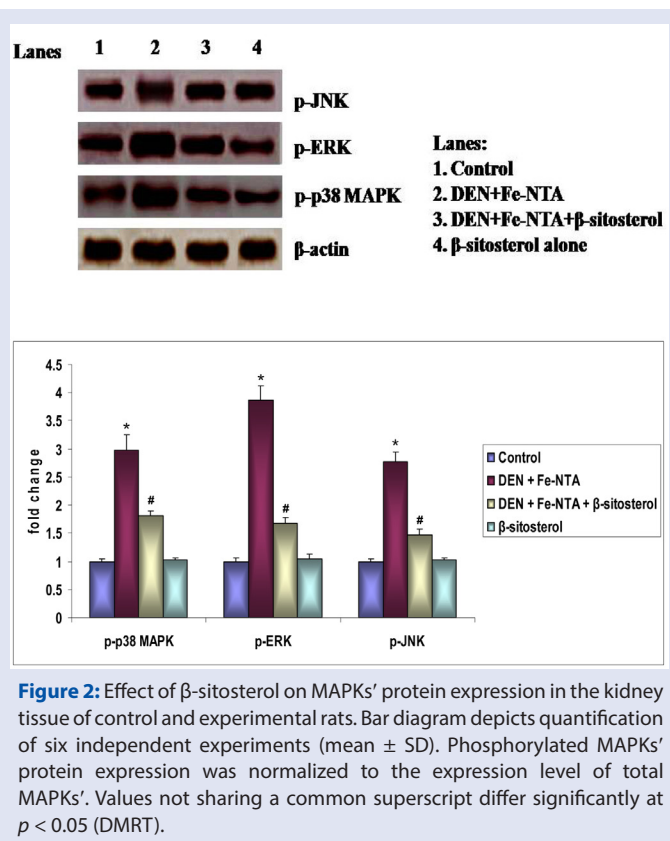 Lanes 1 2 3 4
p-JNK
p-ERK
p-p38 MAPK
β-actin
Lanes:
1. Control
2. DEN+Fe-NTA
3. DEN+Fe-NTA+β-sitosterol
4. β-sitosterol alone
4.5
4
3.5
3
2.5
2
1.5
1
0.5
0
fold change
* # * # * #
p-p38 MAPK p-ERK p-JNK
Control
DEN + Fe-NTA
DEN + Fe-NTA + β-sitosterol
β-sitosterol
Figure 2: Effect of β-sitosterol on MAPKs' protein expression in the kidney
tissue of control and experimental rats. Bar diagram depicts quantification
of six independent experiments (mean ± SD). Phosphorylated MAPKs'
protein expression was normalized to the expression level of total
MAPKs'. Values not sharing a common superscript differ significantly at
p < 0.05 (DMRT).